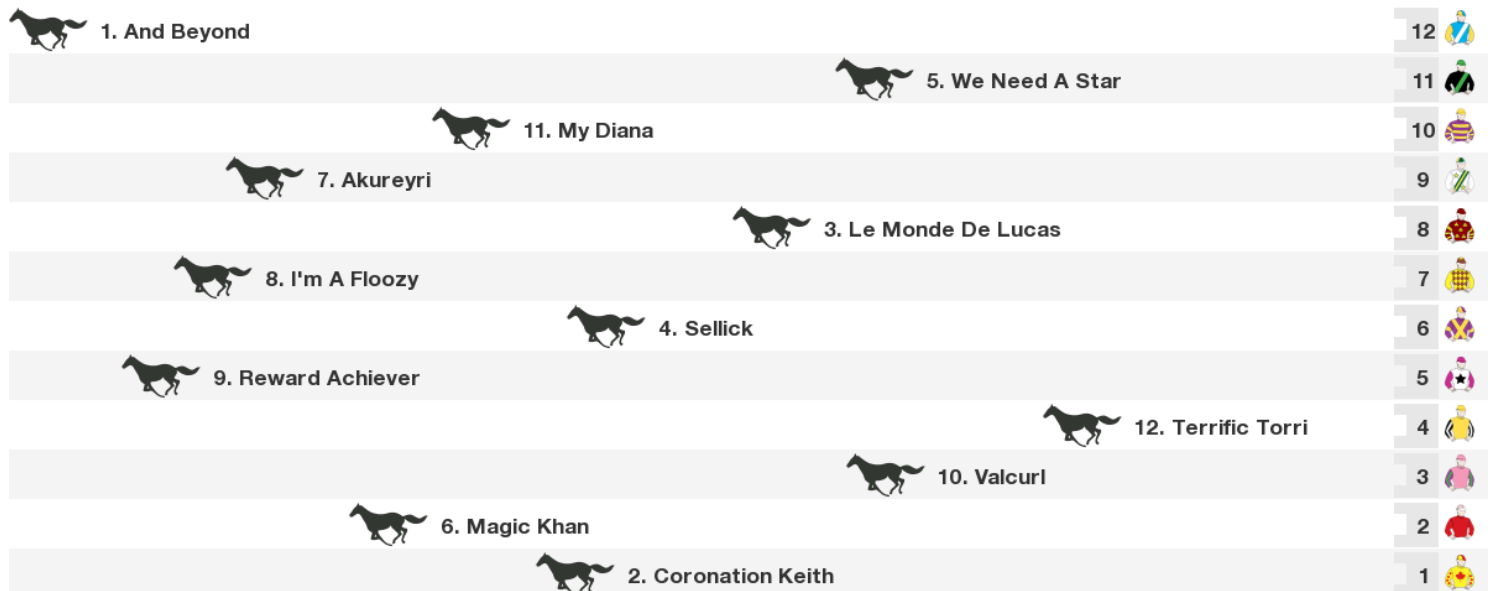 1. And Beyond 12
5. We Need A Star 11
11. My Diana 10
7. Akureyri 9
3. Le Monde De Lucas 8
8. I'm A Floozy 7
4. Sellick 6
9. Reward Achiever 5
12. Terrific Torri 4
10. Valcurl 3
6. Magic Khan 2
2. Coronation Keith 1